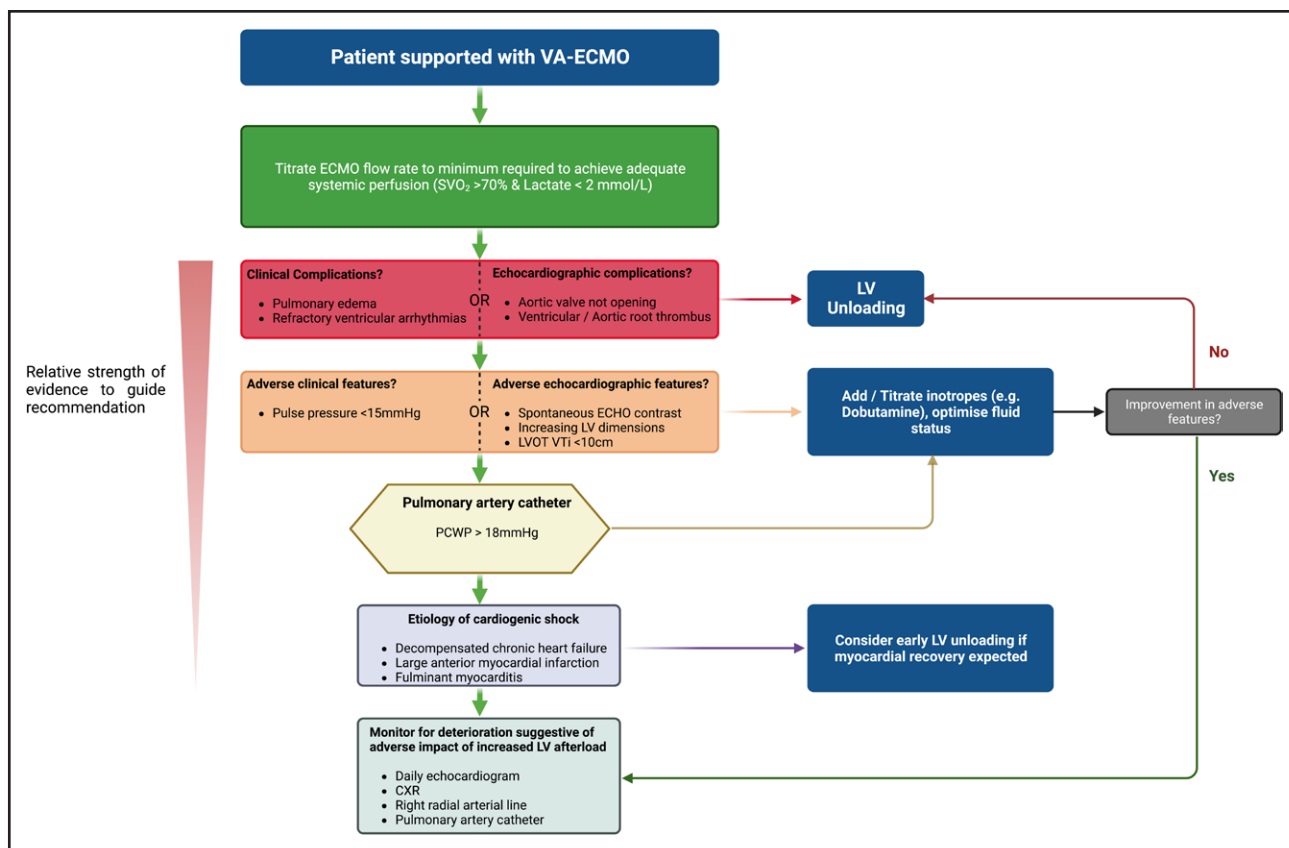 Patient supported with VA-ECMO
Titrate ECMO flow rate to minimum required to achieve adequate
systemic perfusion (SVO₂ >70% & Lactate < 2 mmol/L)
Relative strength of
evidence to guide
recommendation
Clinical Complications?
• Pulmonary edema
• Refractory ventricular arrhythmias
OR
Echocardiographic complications?
• Aortic valve not opening
• Ventricular / Aortic root thrombus
LV
Unloading
No
Adverse clinical features?
• Pulse pressure <15mmHg
OR
Adverse echocardiographic features?
• Spontaneous ECHO contrast
• Increasing LV dimensions
• LVOT VTi <10cm
Add / Titrate inotropes (e.g.
Dobutamine), optimise fluid
status
Improvement in adverse
features?
Yes
Pulmonary artery catheter
PCWP > 18mmHg
Etiology of cardiogenic shock
• Decompensated chronic heart failure
• Large anterior myocardial infarction
• Fulminant myocarditis
Consider early LV unloading if
myocardial recovery expected
Monitor for deterioration suggestive of
adverse impact of increased LV afterload
• Daily echocardiogram
• CXR
• Right radial arterial line
• Pulmonary artery catheter